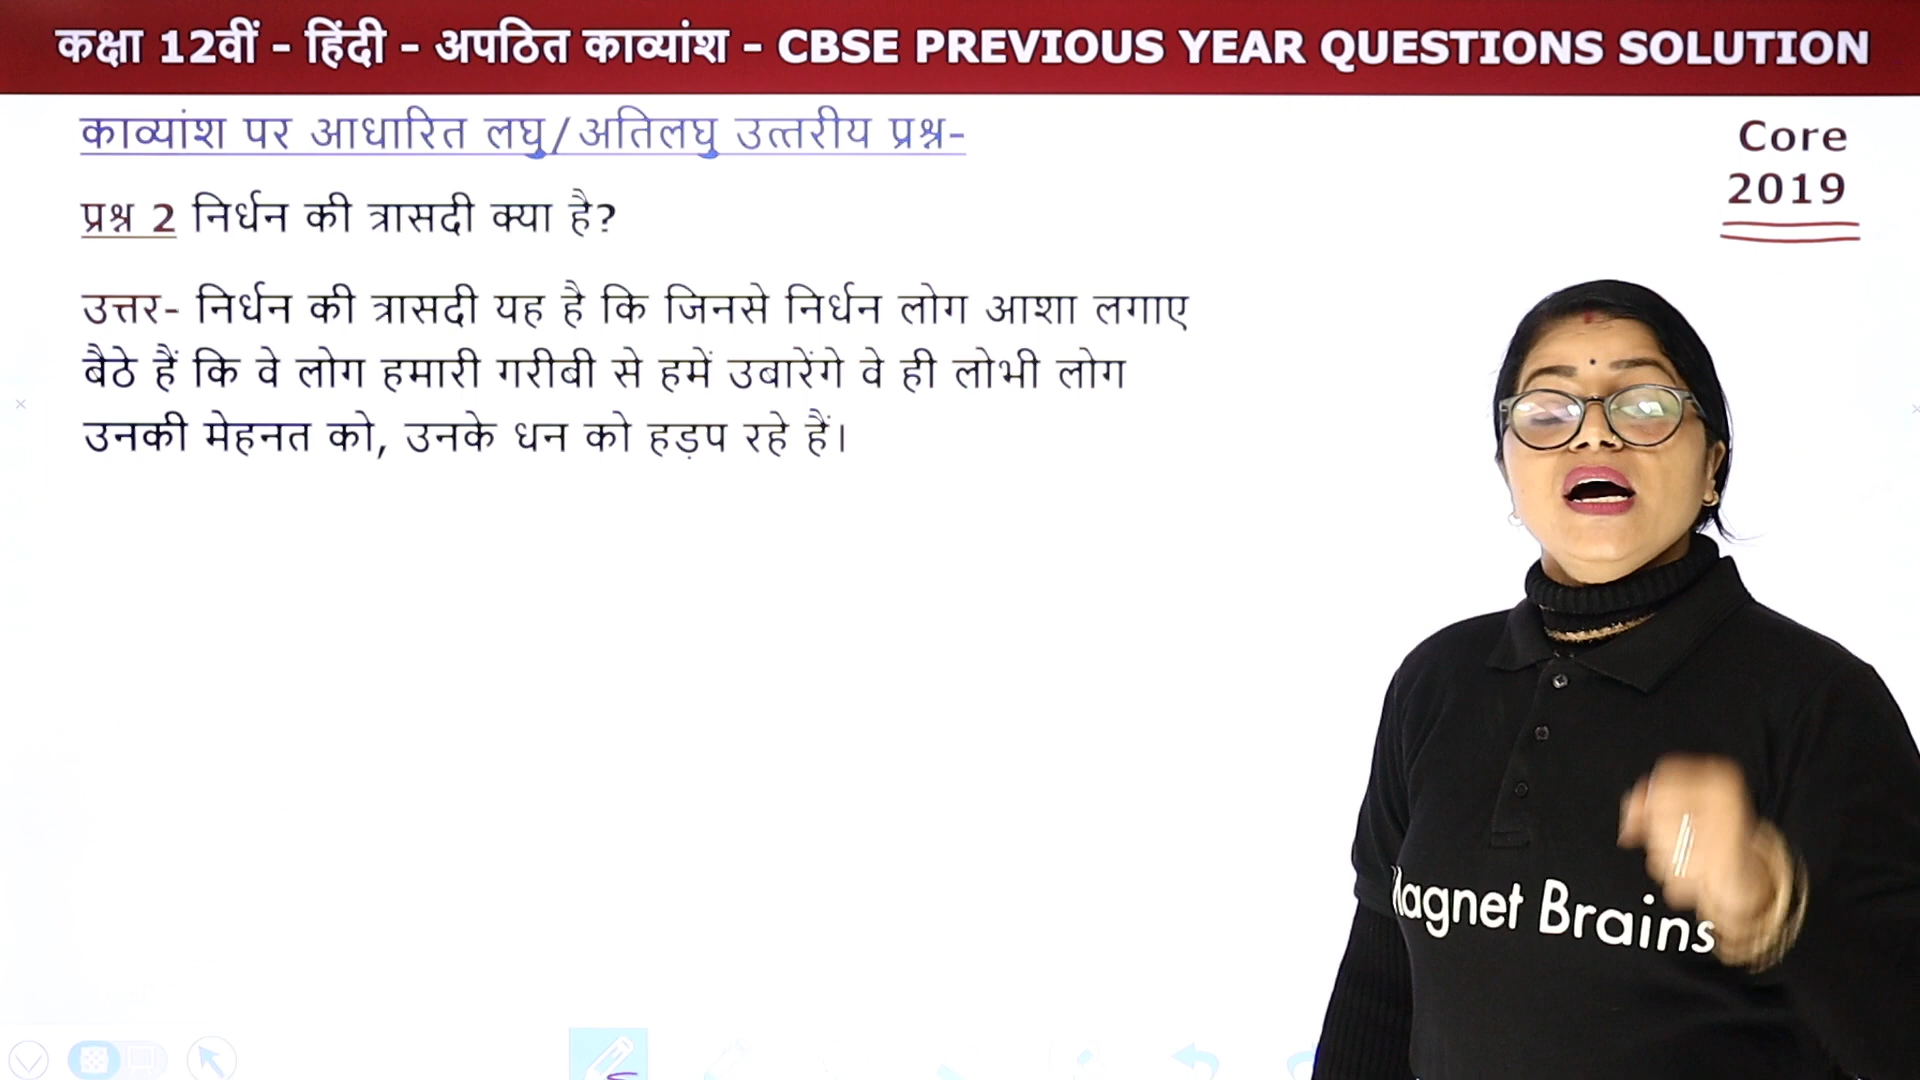 कक्षा 12वीं - हिंदी - अपठित काव्यांश - CBSE PREVIOUS YEAR QUESTIONS SOLUTION
काव्यांश पर आधारित लघु/अतिलघु उत्तरीय प्रश्न-
Core
2019
प्रश्न 2 निर्धन की त्रासदी क्या है?
उत्तर- निर्धन की त्रासदी यह है कि जिनसे निर्धन लोग आशा लगाए
बैठे हैं कि वे लोग हमारी गरीबी से हमें उबारेंगे वे ही लोभी लोग
उनकी मेहनत को, उनके धन को हड़प रहे हैं।
Magnet Brains